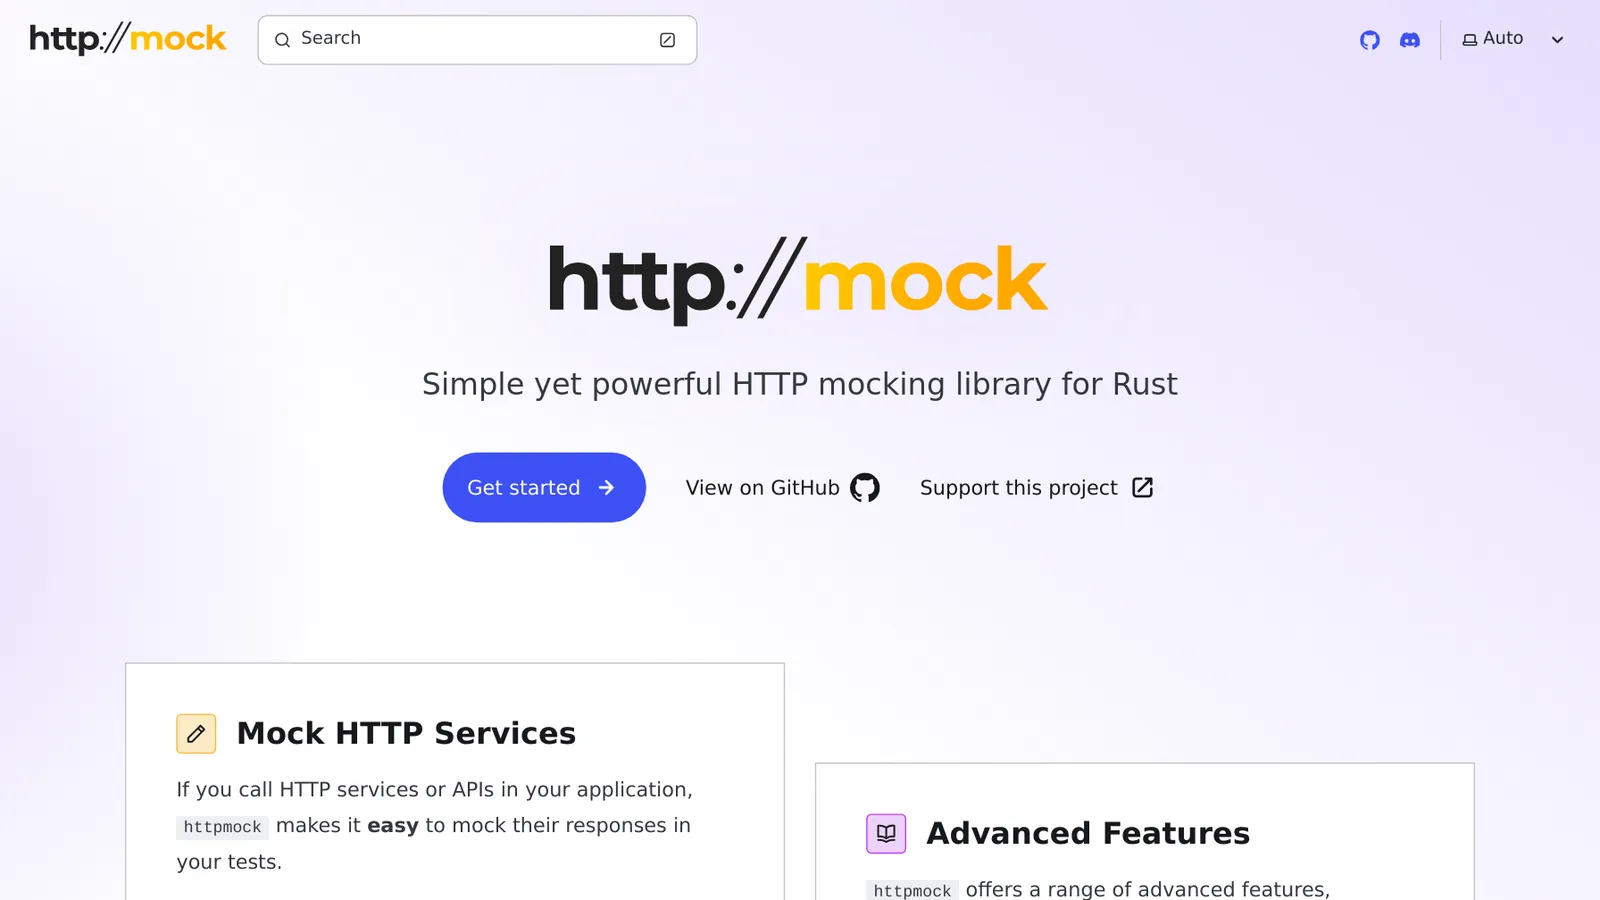 http://mock
Search
Auto
http://mock
Simple yet powerful HTTP mocking library for Rust
Get started
View on GitHub
Support this project
Mock HTTP Services
If you call HTTP services or APIs in your application,
httpmock makes it easy to mock their responses in
your tests.
Advanced Features
httpmock offers a range of advanced features,